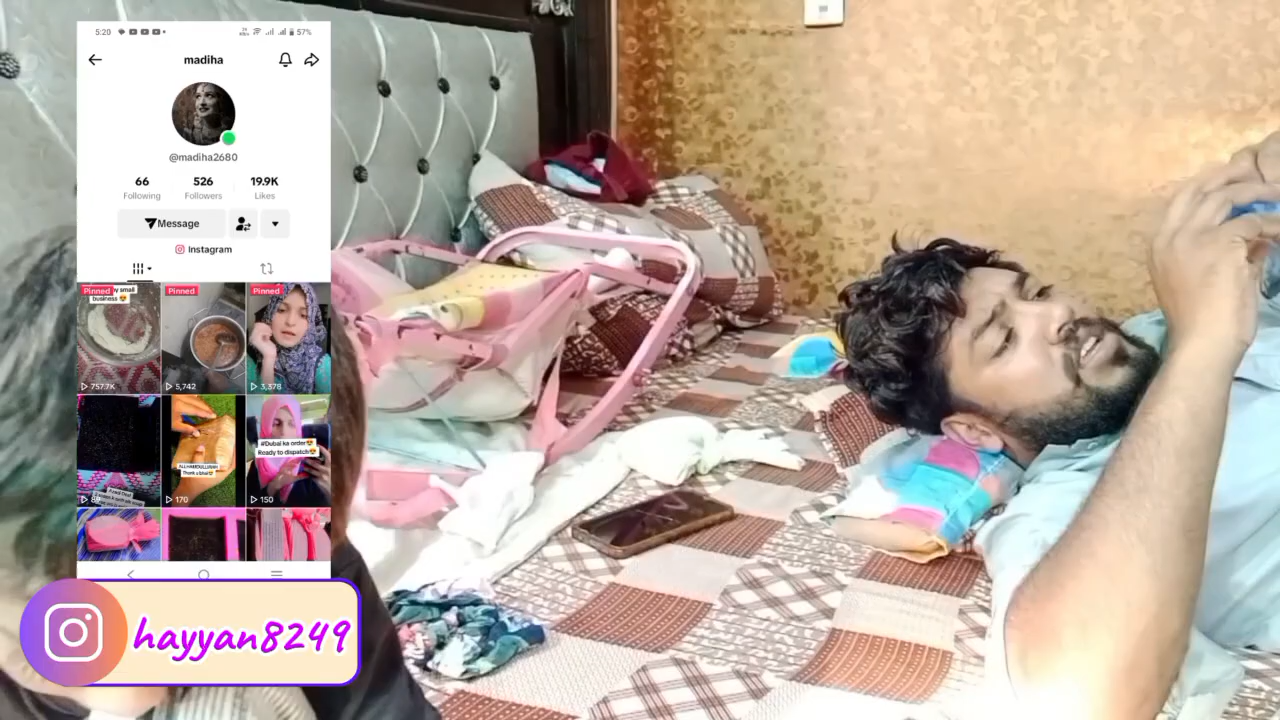 5:20
57%
madiha
@madiha2680
66
526
19.9K
Following
Followers
Likes
Message
Instagram
Pinned
y small
business 😍
Pinned
Pinned
757.7K
5,742
3,378
#Dubai ka order😍
Ready to dispatch😍
170
150
hayyan8249